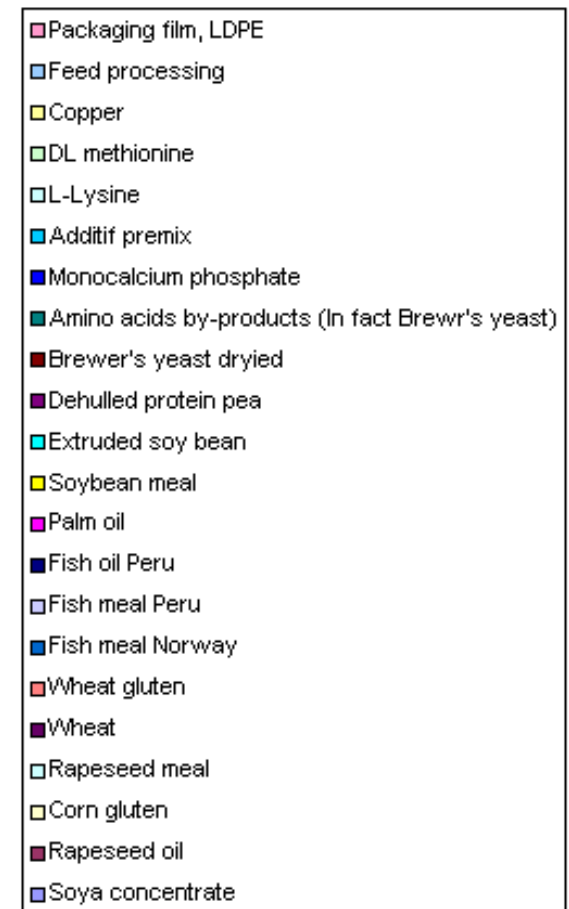 Packaging film, LDPE
Feed processing
Copper
DL methionine
L-Lysine
Additif premix
Monocalcium phosphate
Amino acids by-products (In fact Brewr's yeast)
Brewer's yeast dryied
Dehulled protein pea
Extruded soy bean
Soybean meal
Palm oil
Fish oil Peru
Fish meal Peru
Fish meal Norway
Wheat gluten
Wheat
Rapeseed meal
Corn gluten
Rapeseed oil
Soya concentrate